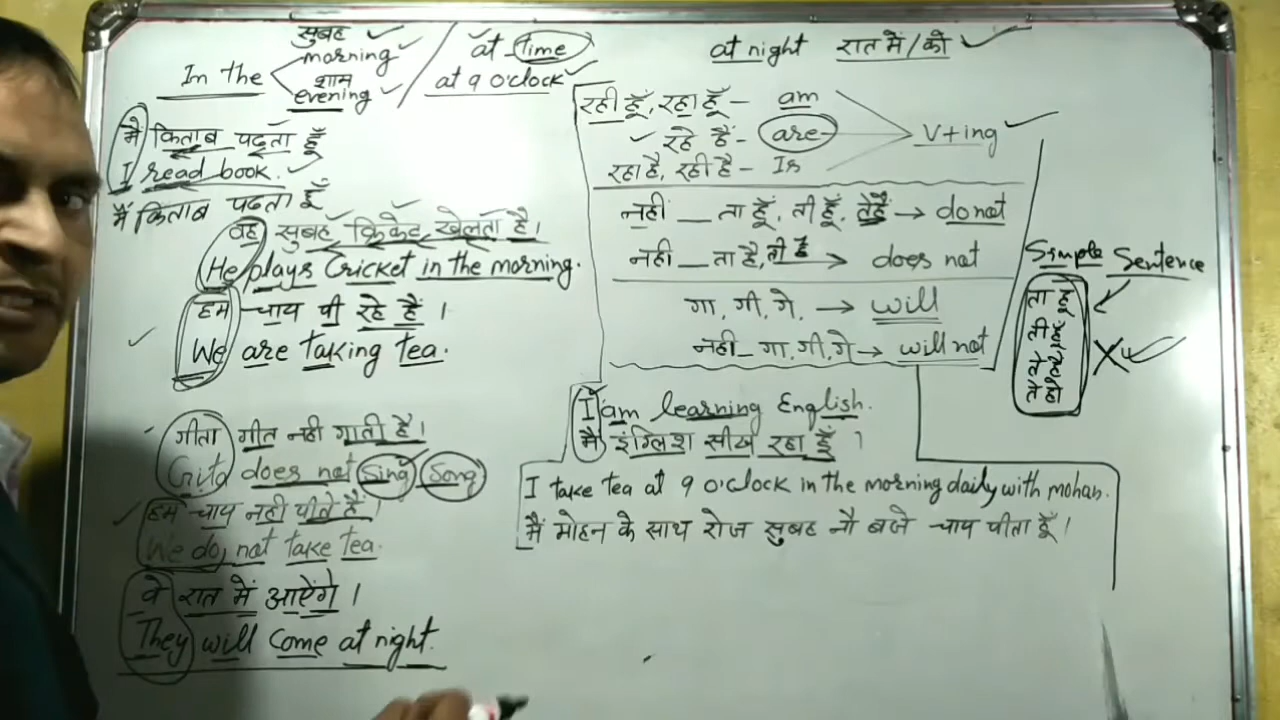 In the
सुबह
morning
शाम
evening
at time
at 9 o'clock
at night रात में/को
मैं किताब पढ़ता हूँ
I read book.
मैं किताब पढता हूँ
वह सुबह क्रिकेट खेलता है।
He plays Cricket in the morning.
हम चाय पी रहे हैं ।
We are taking tea.
गीता गीत नही गाती है।
Gita does not Sing Song
हम चाय नही पीते हैं।
We do not take tea.
वे रात में आऐंगे ।
They will come at night.
रही हूँ, रहा हूँ - am
रहे हैं- are
रहा है, रही है - Is
V+ing
नही __ ता हूँ, ती हूँ, ते हैं → do not
नही __ ता है, ती है → does not
गा, गी, गे, → will
नही_ गा, गी, गे → will not
Simple Sentence
ता ती ते
I am learning English.
मै इंग्लिश सीख रहा हूँ ।
I take tea at 9 o'clock in the morning daily with mohan.
मैं मोहन के साथ रोज सुबह नौ बजे चाय पीता हूँ ।